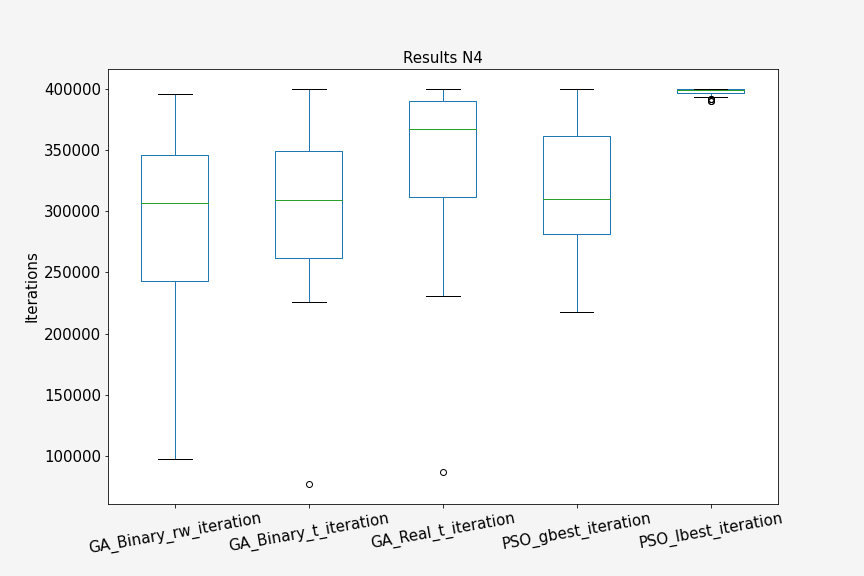 Results N4
400000
350000
300000
250000
200000
150000
100000
Iterations
GA_Binary_rw_iteration
GA_Binary_t_iteration
GA_Real_t_iteration
PSO_gbest_iteration
PSO_lbest_iteration